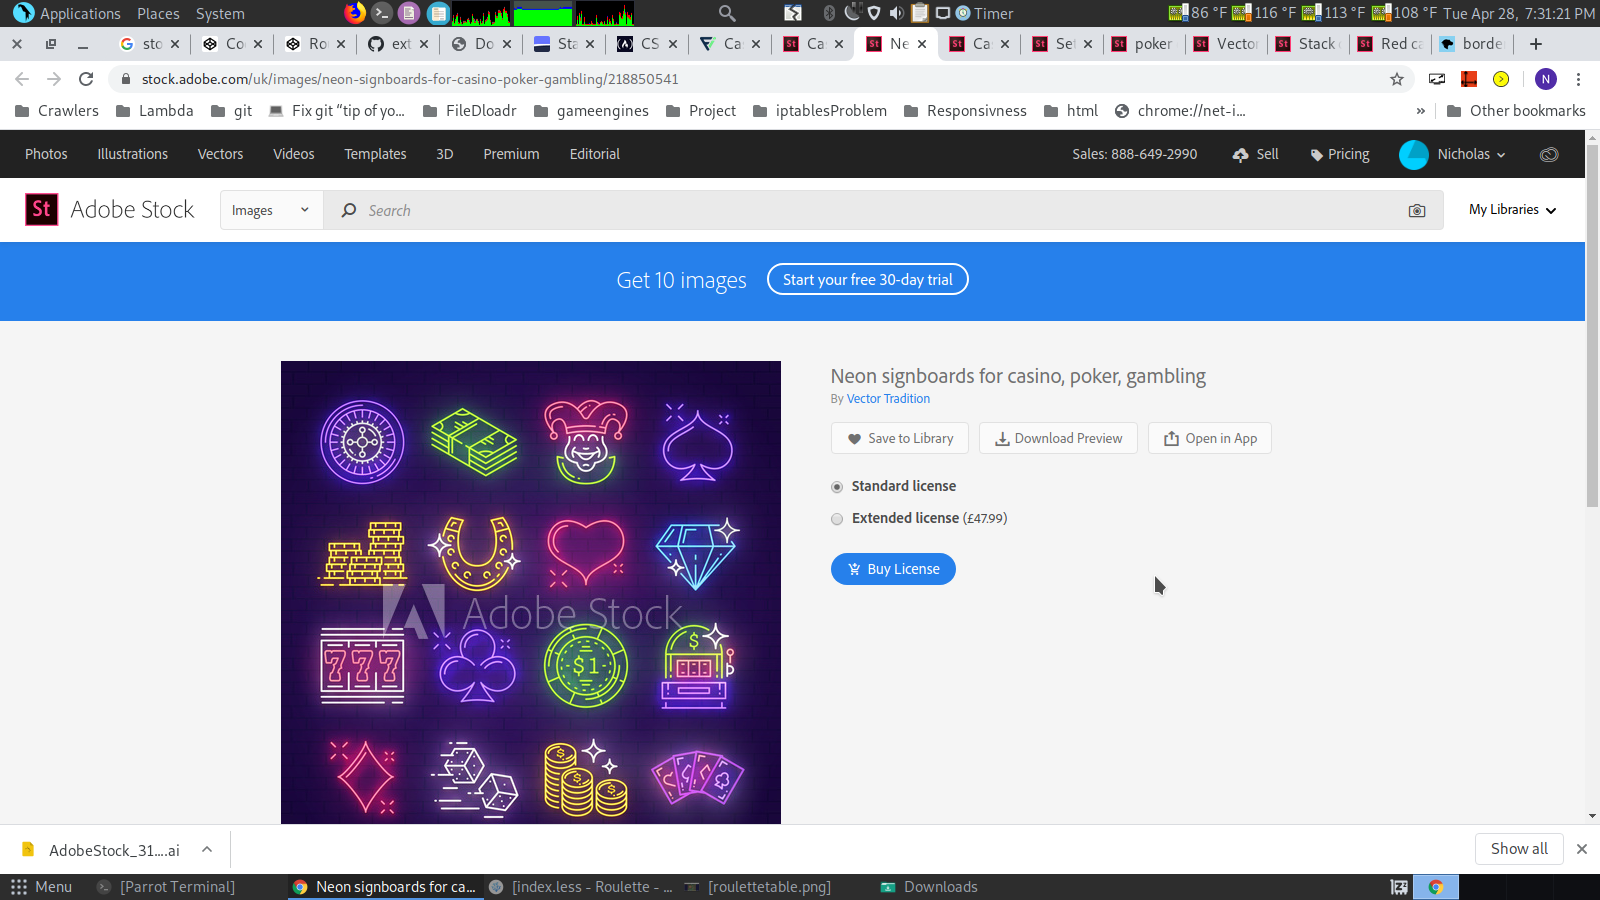 Applications Places System Timer 86 °F 116 °F 113 °F 108 °F Tue Apr 28, 7:31:21 PM
sto Co Ro ext Do Sta CS Ca Ca Ne Ca Set poker Vector Stack Red ca borde
stock.adobe.com/uk/images/neon-signboards-for-casino-poker-gambling/218850541 N
Crawlers Lambda git Fix git “tip of yo... FileDloadr gameengines Project iptablesProblem Responsivness html chrome://net-i... » Other bookmarks
Photos Illustrations Vectors Videos Templates 3D Premium Editorial Sales: 888-649-2990 Sell Pricing Nicholas
St Adobe Stock Images Search My Libraries
Get 10 images Start your free 30-day trial
Neon signboards for casino, poker, gambling
By Vector Tradition
Save to Library Download Preview Open in App
Standard license
Extended license (£47.99)
Buy License
Adobe Stock
777 $1 $
$ $ $
AdobeStock_31....ai Show all
Menu [Parrot Terminal] Neon signboards for ca... [index.less - Roulette - ... [roulettetable.png] Downloads